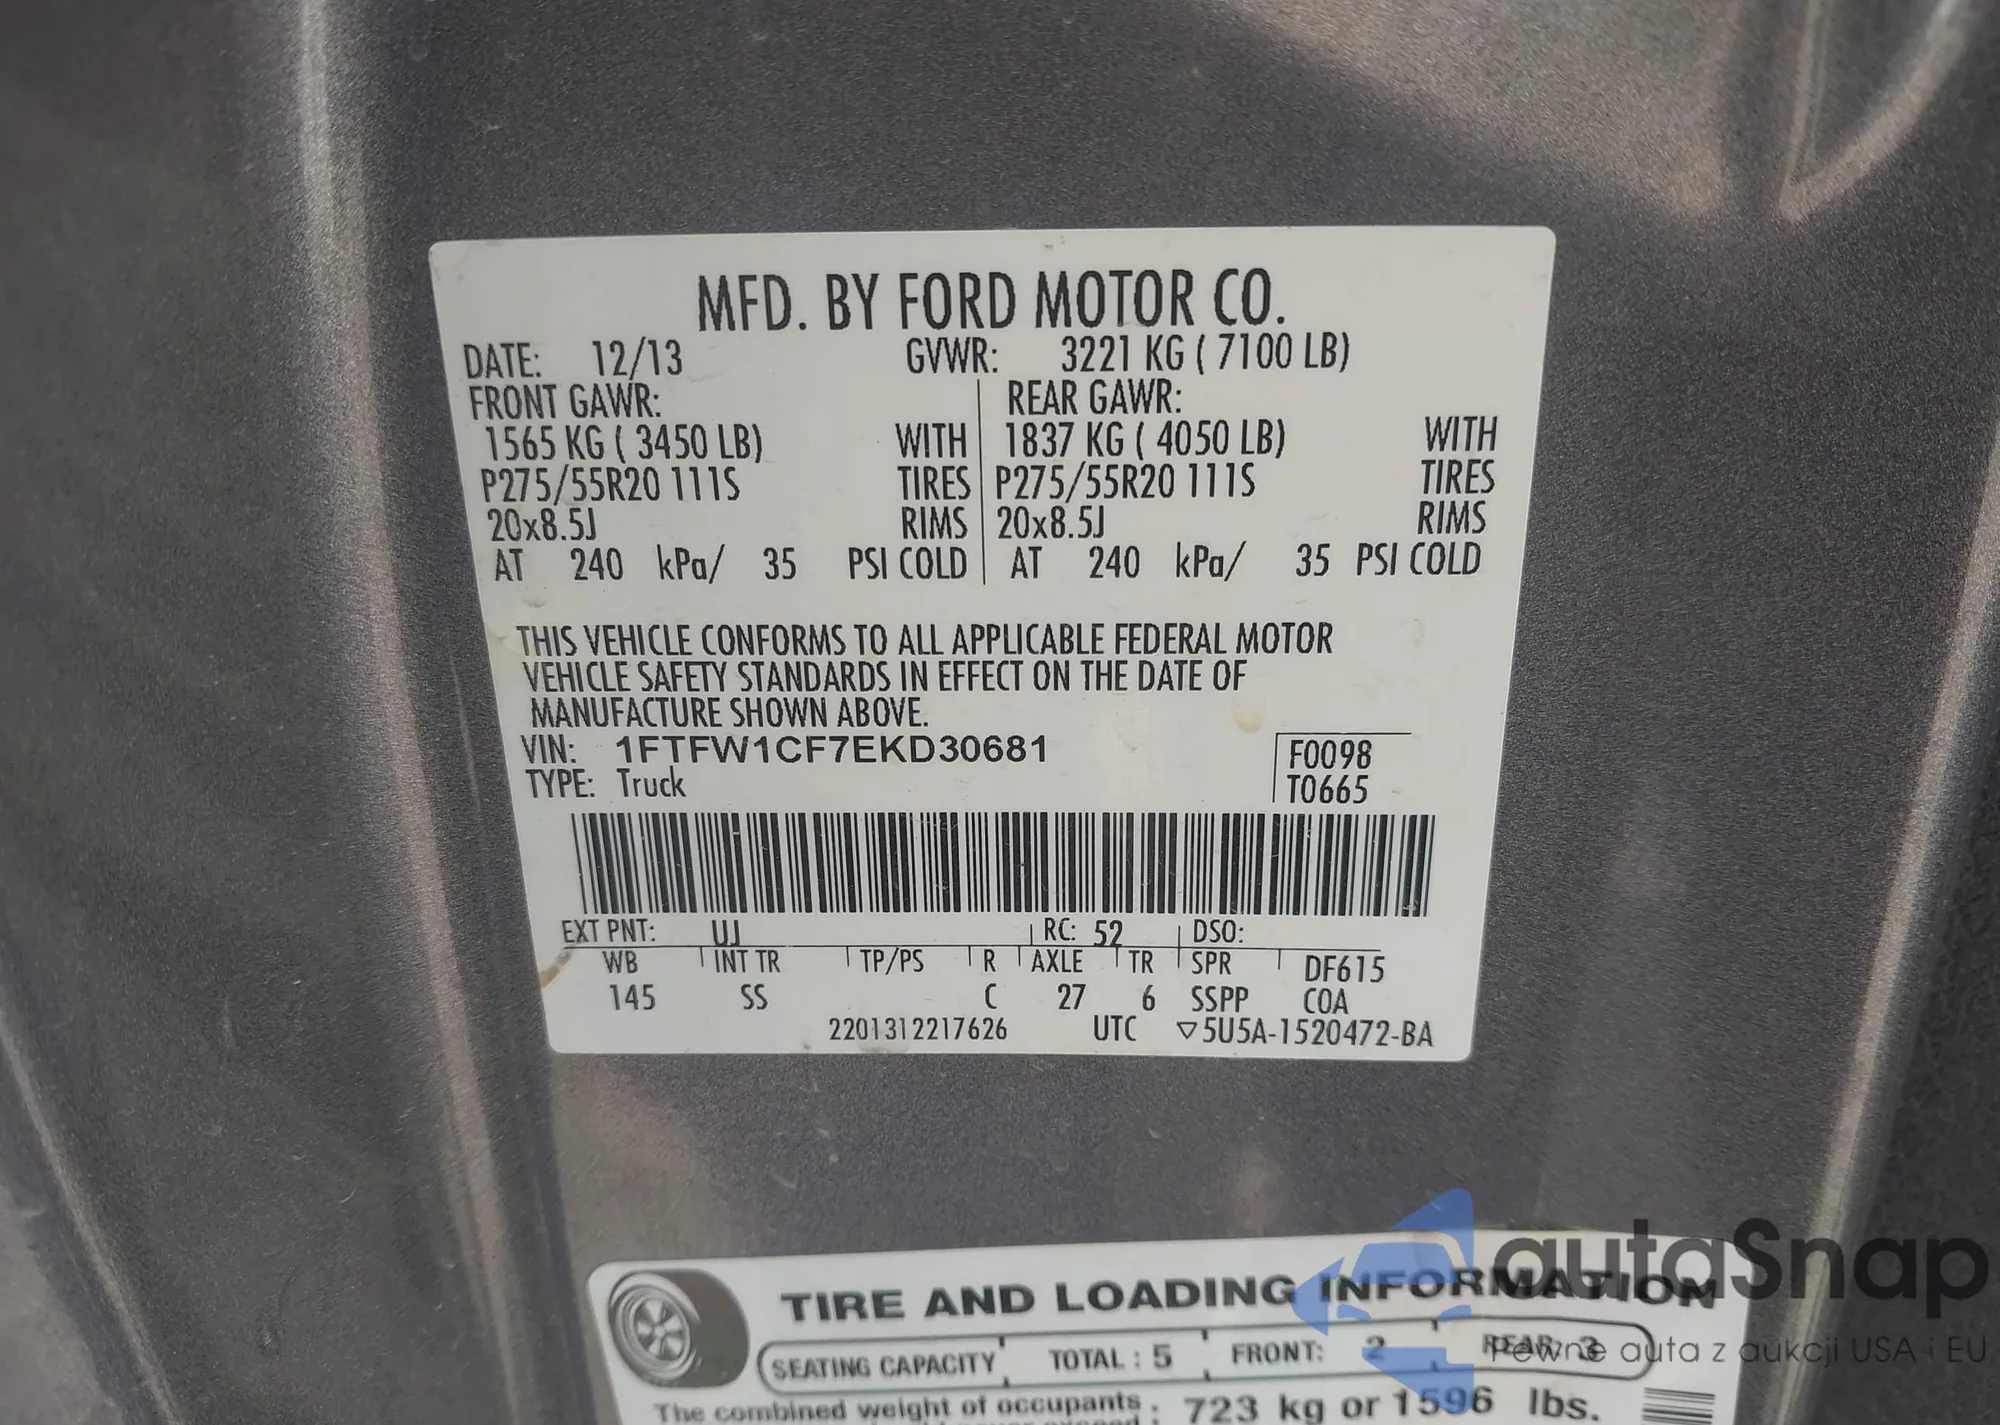 MFD. BY FORD MOTOR CO.
DATE: 12/13 GVWR: 3221 KG ( 7100 LB)
FRONT GAWR: REAR GAWR:
1565 KG ( 3450 LB) WITH 1837 KG ( 4050 LB) WITH
P275/55R20 111S TIRES P275/55R20 111S TIRES
20x8.5J RIMS 20x8.5J RIMS
AT 240 kPa/ 35 PSI COLD AT 240 kPa/ 35 PSI COLD
THIS VEHICLE CONFORMS TO ALL APPLICABLE FEDERAL MOTOR
VEHICLE SAFETY STANDARDS IN EFFECT ON THE DATE OF
MANUFACTURE SHOWN ABOVE.
VIN: 1FTFW1CF7EKD30681 F0098
TYPE: Truck T0665
EXT PNT: UJ RC: 52 DSO:
WB INT TR TP/PS R AXLE TR SPR DF615
145 SS C 27 6 SSPP COA
2201312217626 UTC ▽5U5A-1520472-BA
autaSnap
TIRE AND LOADING INFORMATION
SEATING CAPACITY TOTAL : 5 FRONT: 2 REAR: 3
Pewne auta z aukcji USA i EU
The combined weight of occupants 723 kg or 1596 lbs.